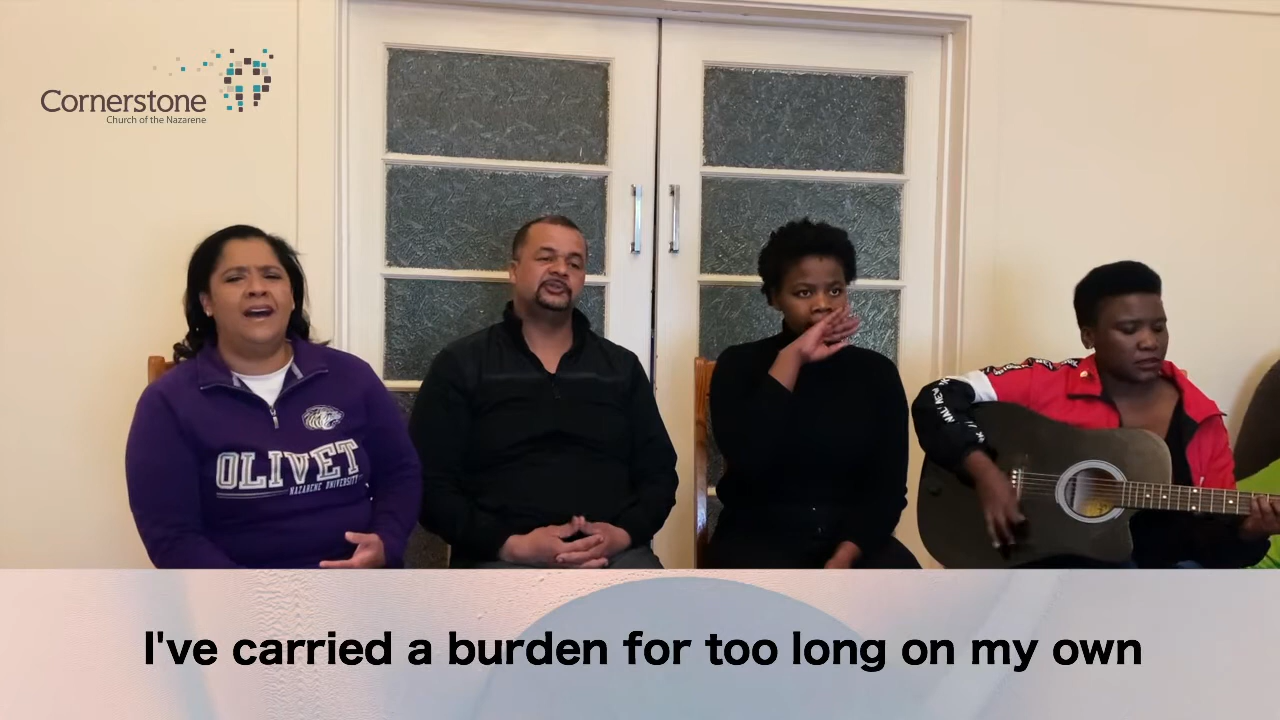 Cornerstone
Church of the Nazarene
OLIVET
NAZARENE UNIVERSITY
I've carried a burden for too long on my own